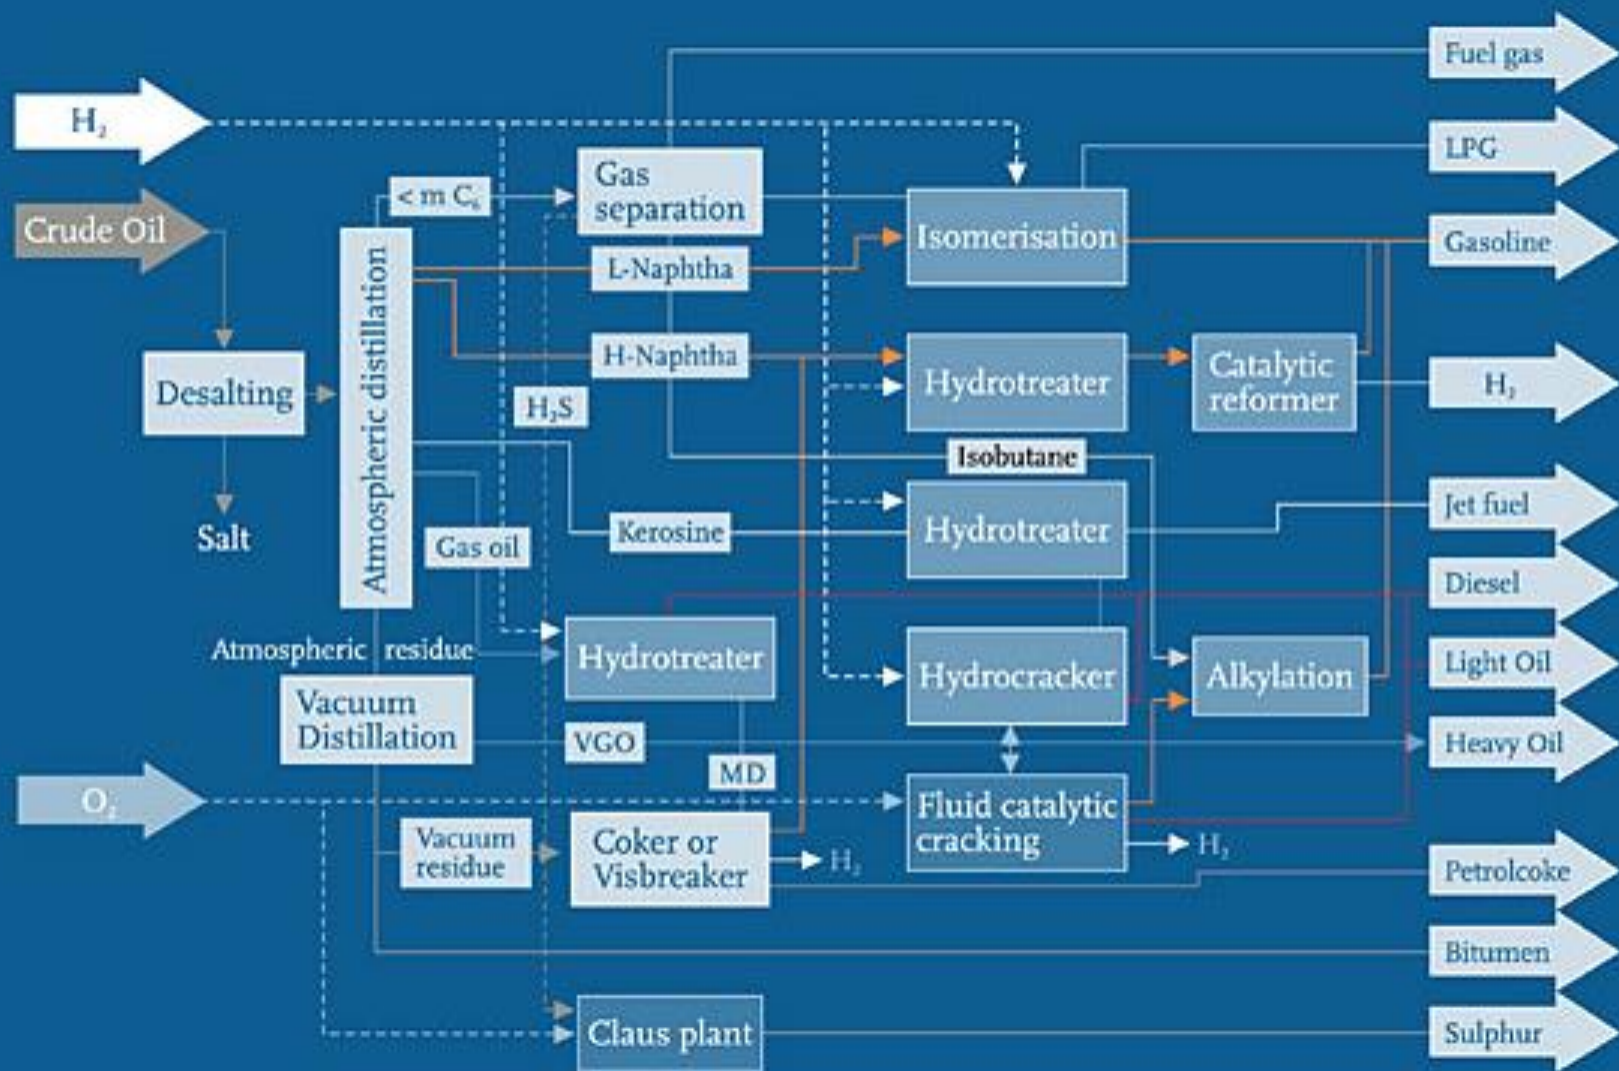 Fuel gas
H₂
LPG
< m C₆
Gas
separation
Crude Oil
Isomerisation
Gasoline
L-Naphtha
Atmospheric distillation
H-Naphtha
Hydrotreater
Catalytic
reformer
H₂
Desalting
H₂S
Isobutane
Salt
Gas oil
Kerosine
Hydrotreater
Jet fuel
Diesel
Atmospheric residue
Hydrotreater
Hydrocracker
Alkylation
Light Oil
Vacuum
Distillation
VGO
Heavy Oil
MD
O₂
Fluid catalytic
cracking
H₂
Vacuum
residue
Coker or
Visbreaker
H₂
Petrolcoke
Bitumen
Claus plant
Sulphur